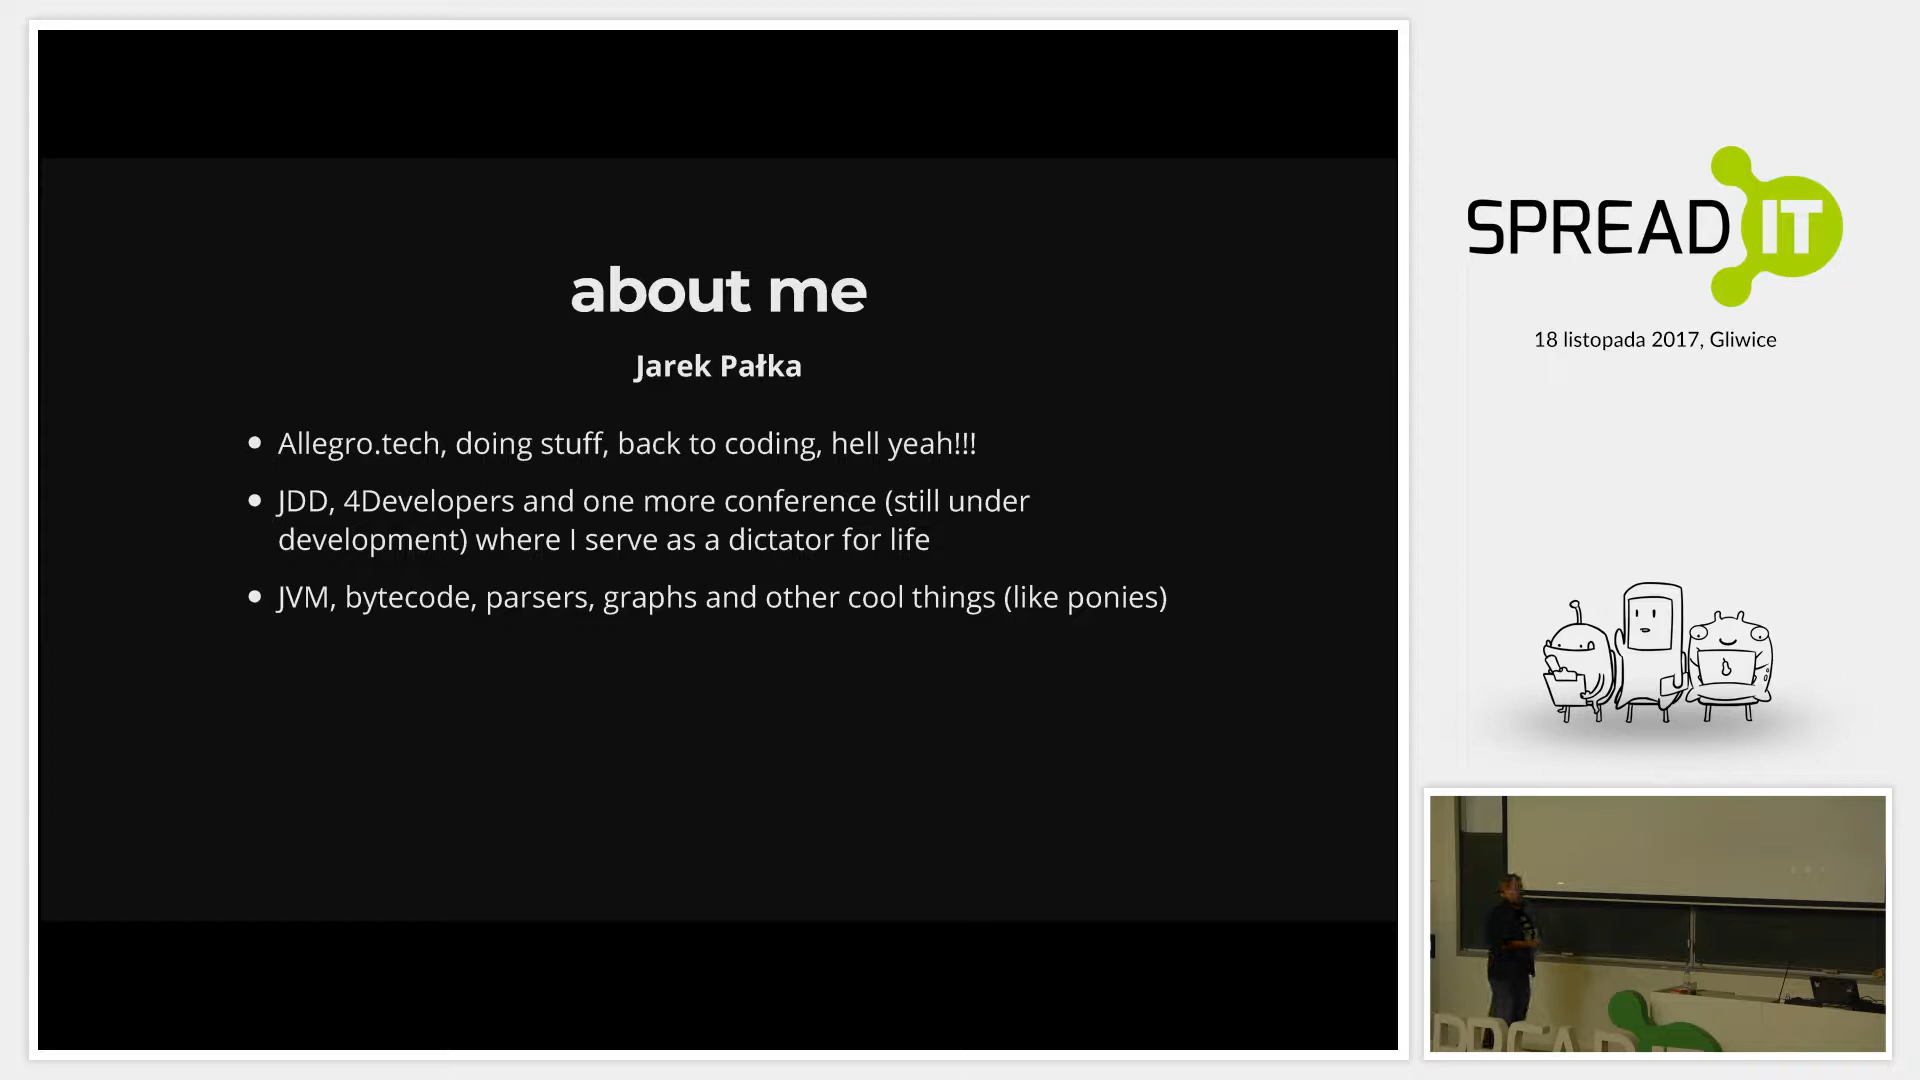 about me
Jarek Pałka
Allegro.tech, doing stuff, back to coding, hell yeah!!!
JDD, 4Developers and one more conference (still under
development) where I serve as a dictator for life
JVM, bytecode, parsers, graphs and other cool things (like ponies)
SPREAD IT
18 listopada 2017, Gliwice
SPREAD IT